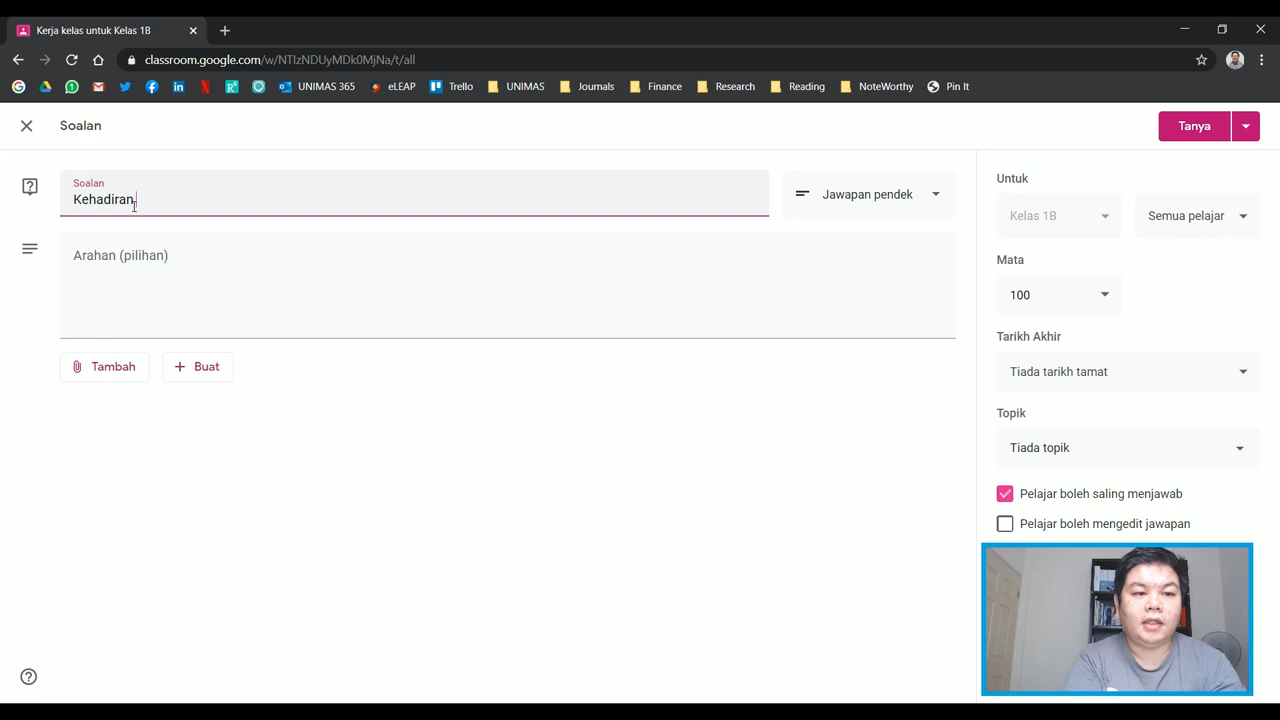 Kerja kelas untuk Kelas 1B
classroom.google.com/w/NTIzNDUyMDk0MjNa/t/all
UNIMAS 365 eLEAP Trello UNIMAS Journals Finance Research Reading NoteWorthy Pin It
Soalan Tanya
Soalan
Kehadiran
Jawapan pendek
Arahan (pilihan)
Tambah Buat
Untuk
Kelas 1B Semua pelajar
Mata
100
Tarikh Akhir
Tiada tarikh tamat
Topik
Tiada topik
Pelajar boleh saling menjawab
Pelajar boleh mengedit jawapan